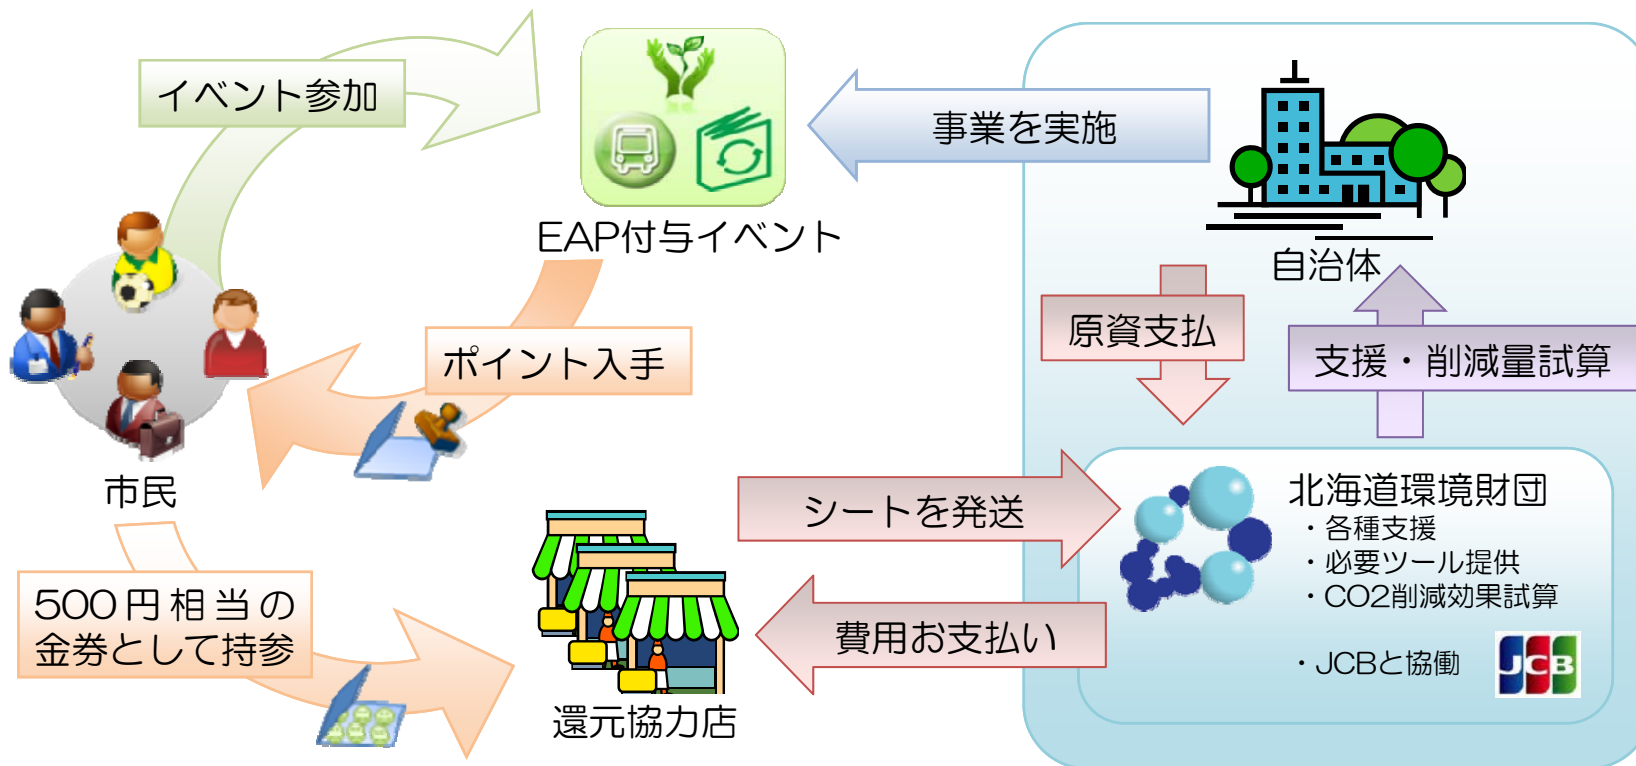 イベント参加
事業を実施
EAP付与イベント
自治体
原資支払
支援・削減量試算
ポイント入手
市民
シートを発送
北海道環境財団
・各種支援
・必要ツール提供
・CO2削減効果試算
・JCBと協働
JCB
500円相当の
金券として持参
費用お支払い
還元協力店